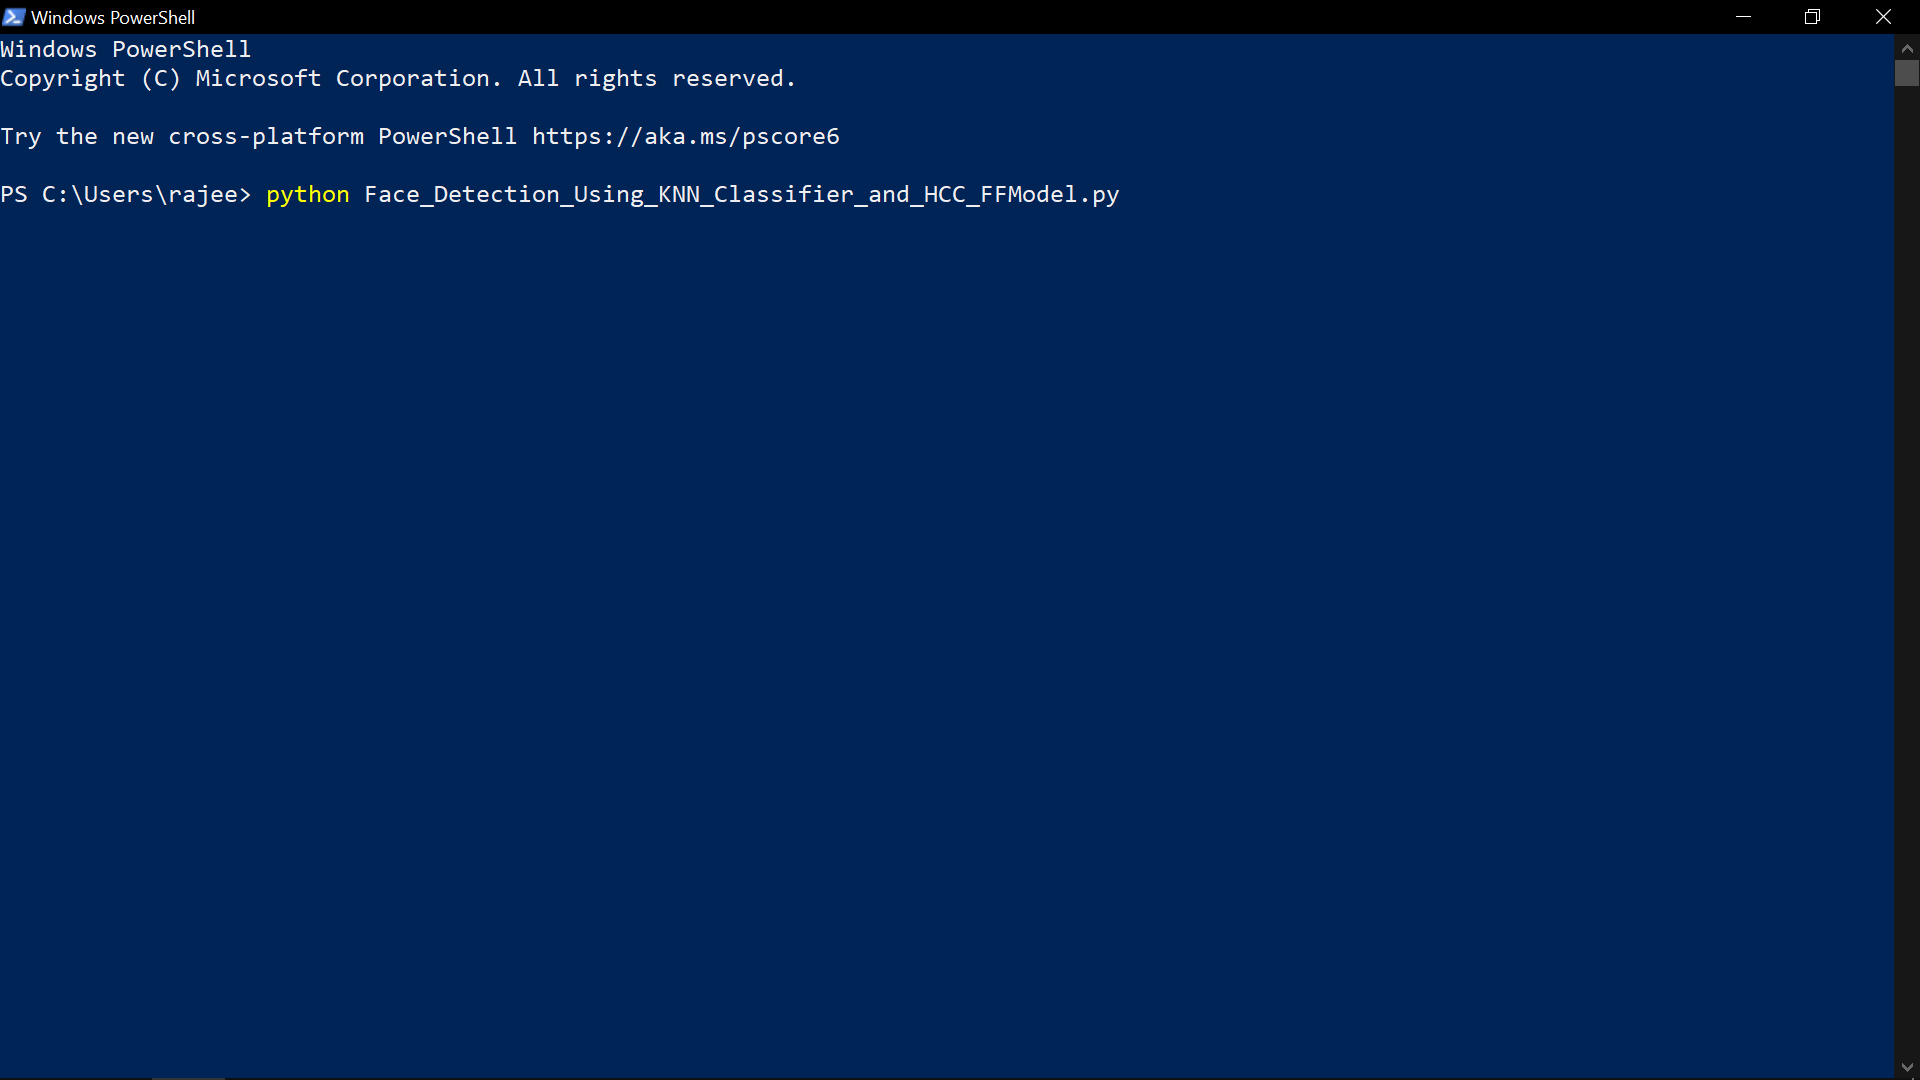 Windows PowerShell
Windows PowerShell
Copyright (C) Microsoft Corporation. All rights reserved.
Try the new cross-platform PowerShell https://aka.ms/pscore6
PS C:\Users\rajee> python Face_Detection_Using_KNN_Classifier_and_HCC_FFModel.py